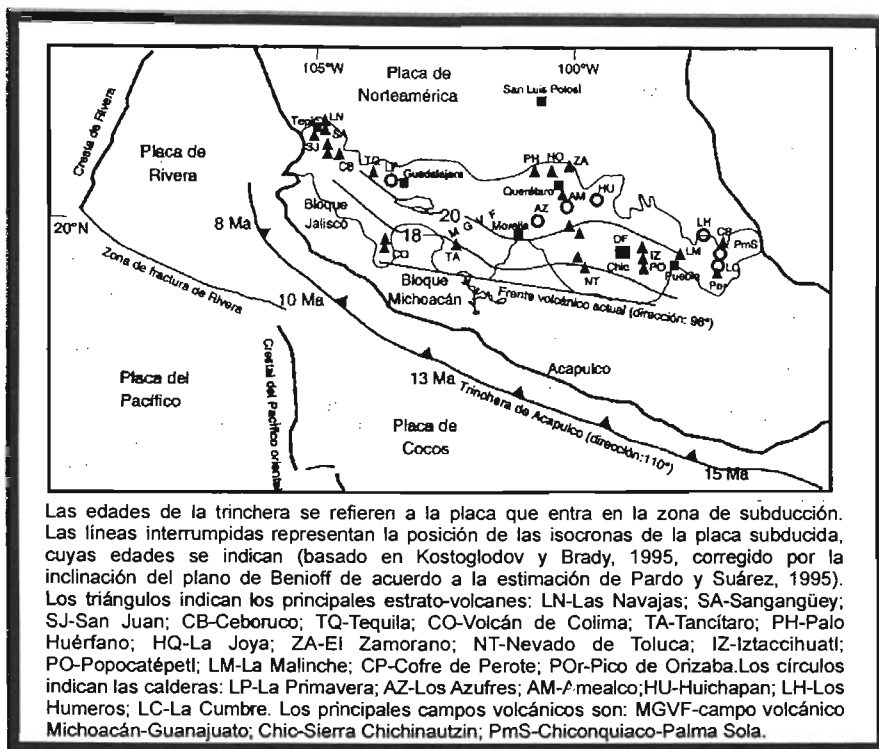 105°W
100°W
Placa de
Norteamérica
San Luis Potosí
Cresta de Rivera
Placa de
Rivera
Tepic
LN
SA
SJ
CB
TQ
LP
Guadalajara
PH
HO
ZA
Querétaro
AM
HU
AZ
20°N
8 Ma
Bloque
Jalisco
20
18
M G V F
Morelia
CO
TA
DF
Chic
IZ
PO
NT
Puebla
LM
LH
CB
PmS
LC
Por
Bloque
Michoacán
Frente volcánico actual (dirección: 98°)
Zona de fractura de Rivera
10 Ma
Placa del
Pacífico
Crestal del Pacífico oriental
13 Ma
Acapulco
Trinchera de Acapulco (dirección:110°)
Placa de
Cocos
15 Ma
Las edades de la trinchera se refieren a la placa que entra en la zona de subducción.
Las líneas interrumpidas representan la posición de las isocronas de la placa subducida,
cuyas edades se indican (basado en Kostoglodov y Brady, 1995, corregido por la
inclinación del plano de Benioff de acuerdo a la estimación de Pardo y Suárez, 1995).
Los triángulos indican los principales estrato-volcanes: LN-Las Navajas; SA-Sangangüey;
SJ-San Juan; CB-Ceboruco; TQ-Tequila; CO-Volcán de Colima; TA-Tancítaro; PH-Palo
Huérfano; HQ-La Joya; ZA-El Zamorano; NT-Nevado de Toluca; IZ-Iztaccihuatl;
PO-Popocatépetl; LM-La Malinche; CP-Cofre de Perote; POr-Pico de Orizaba.Los círculos
indican las calderas: LP-La Primavera; AZ-Los Azufres; AM-Amealco;HU-Huichapan; LH-Los
Humeros; LC-La Cumbre. Los principales campos volcánicos son: MGVF-campo volcánico
Michoacán-Guanajuato; Chic-Sierra Chichinautzin; PmS-Chiconquiaco-Palma Sola.